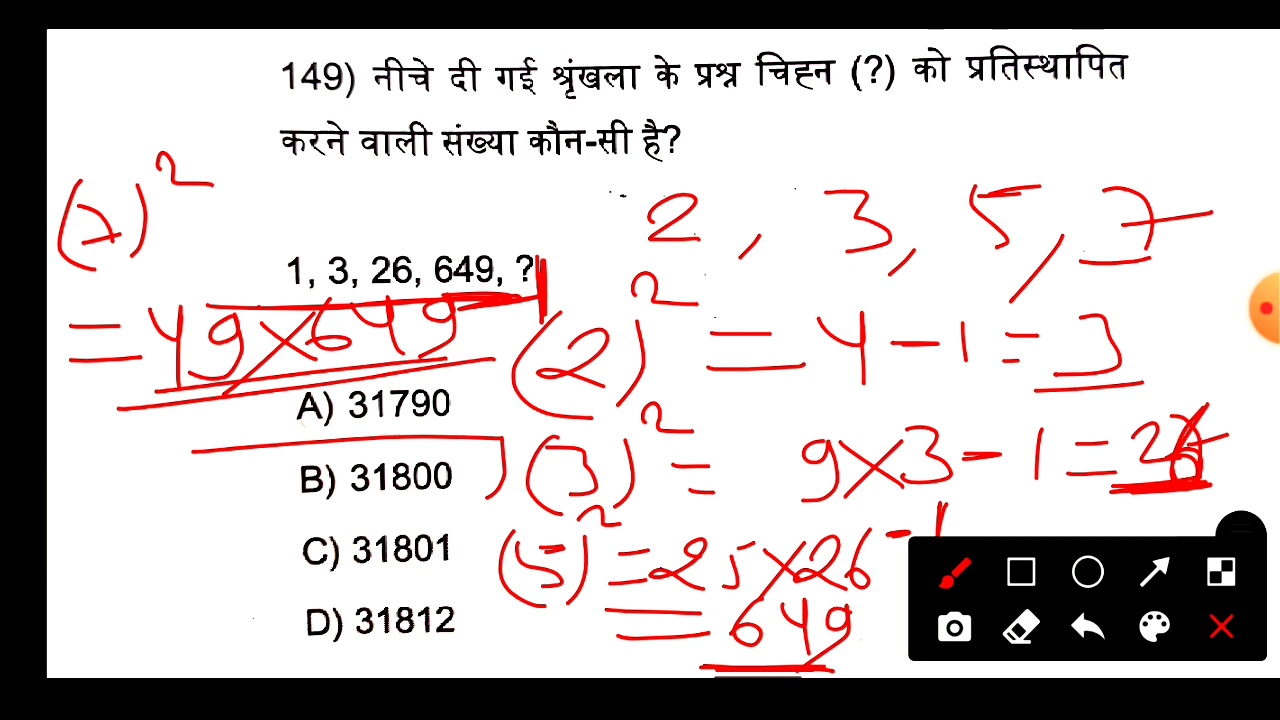 149) नीचे दी गई श्रृंखला के प्रश्न चिह्न (?) को प्रतिस्थापित
करने वाली संख्या कौन-सी है?
(7)²
2, 3, 5, 7
1, 3, 26, 649, ?
= 49×649
(2)² = 4 - 1 = 3
A) 31790
(3)² = 9×3 - 1 = 26
B) 31800
C) 31801
(5)² = 25×26 - 1
D) 31812
649